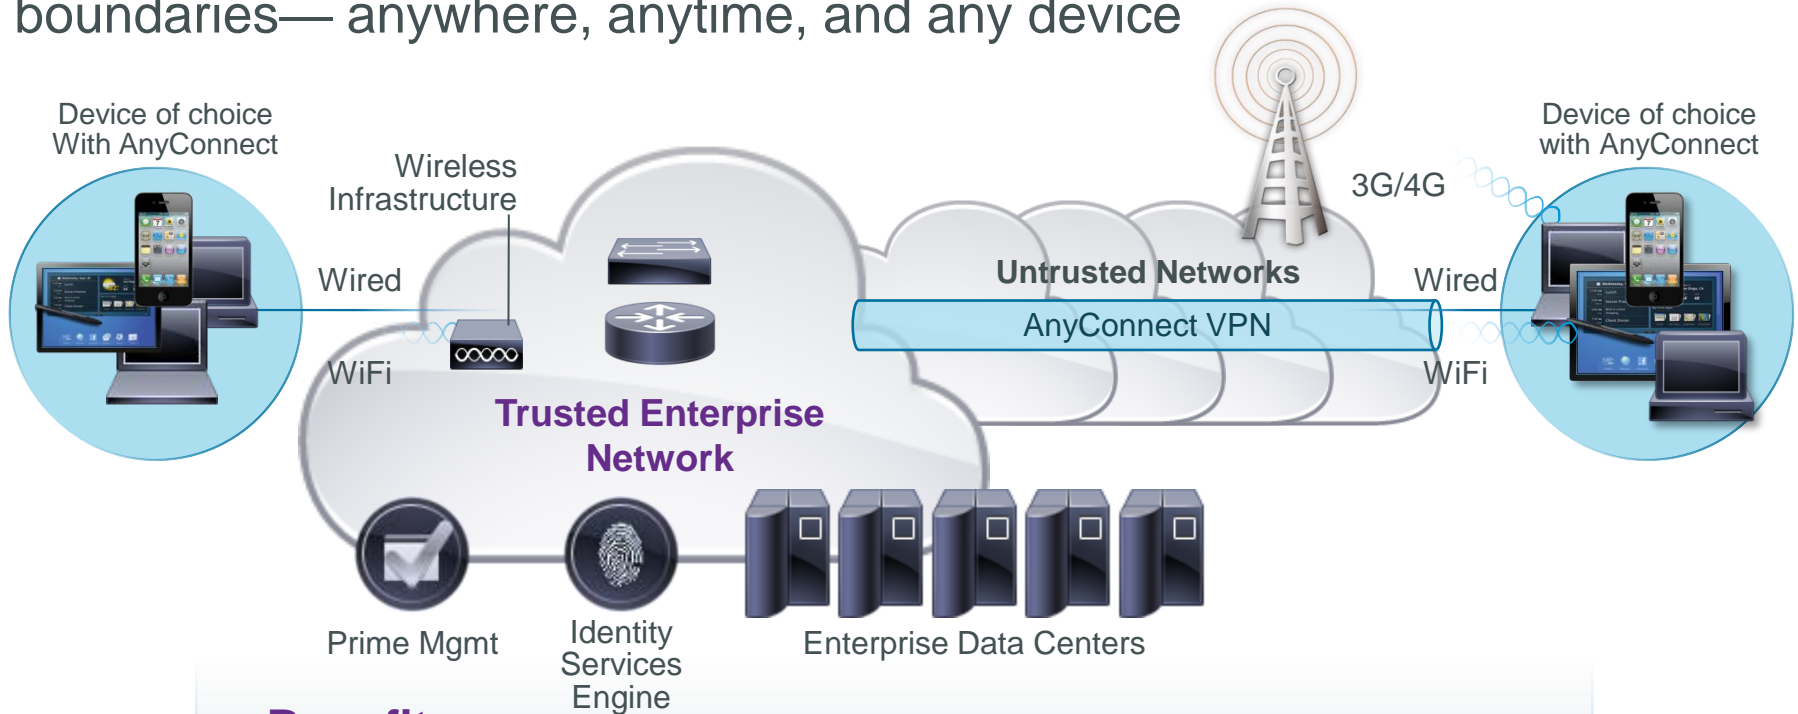 boundaries— anywhere, anytime, and any device
Device of choice
With AnyConnect
Wireless
Infrastructure
Wired
WiFi
Trusted Enterprise
Network
Untrusted Networks
AnyConnect VPN
3G/4G
Device of choice
with AnyConnect
Wired
WiFi
Prime Mgmt
Identity
Services
Engine
Enterprise Data Centers